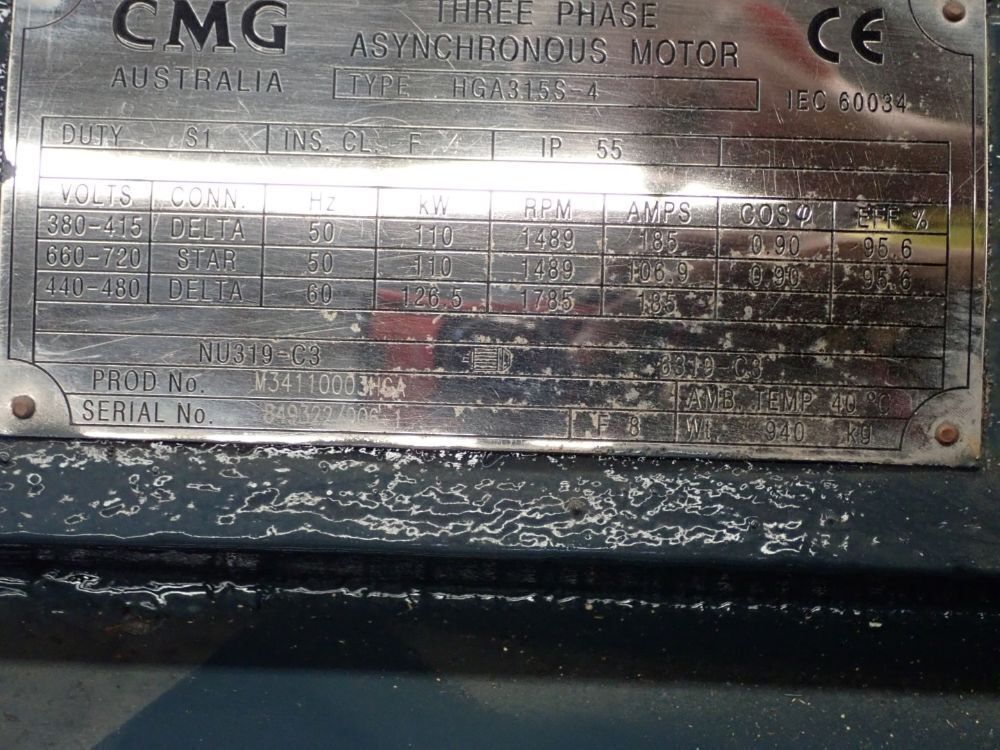 CMG
AUSTRALIA
THREE PHASE
ASYNCHRONOUS MOTOR
CE
TYPE HGA315S-4
IEC 60034
DUTY S1 INS. CL. F IP 55
VOLTS CONN. Hz kW RPM AMPS COSφ EFF %
380-415 DELTA 50 110 1489 185 0.90 95.6
660-720 STAR 50 110 1489 106.9 0.90 95.6
440-480 DELTA 60 126.5 1785 185
NU319-C3 6319-C3
PROD No. M34110003HGA AMB. TEMP 40 °C
SERIAL No. F 8 Wt. 940 kg